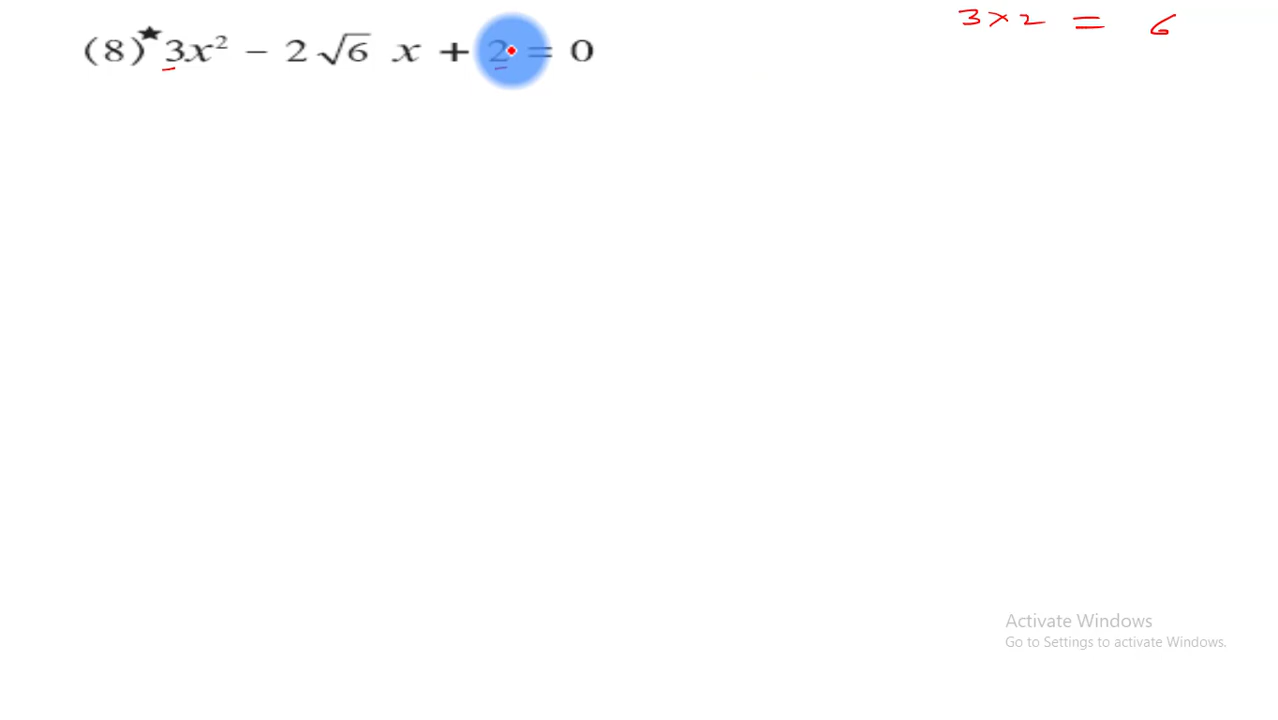 (8)★ 3x² − 2√6 x + 2 = 0
3 × 2 = 6
Activate Windows
Go to Settings to activate Windows.